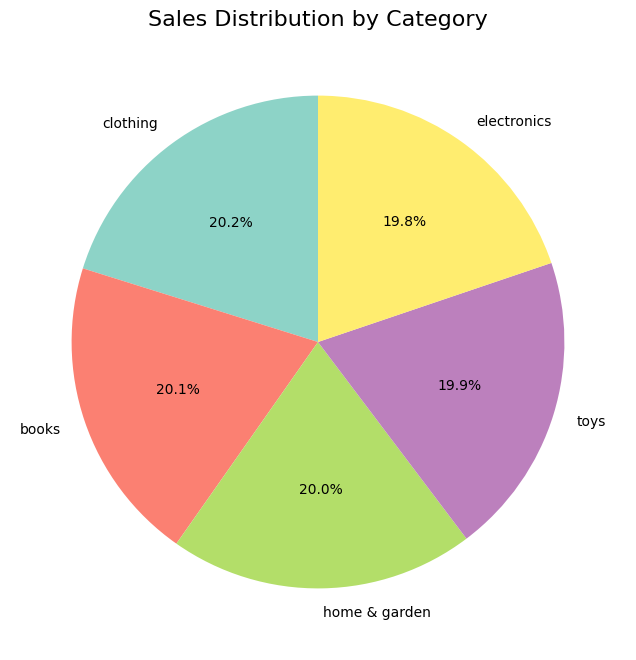 Sales Distribution by Category
clothing
electronics
20.2%
19.8%
20.1%
19.9%
books
toys
20.0%
home & garden